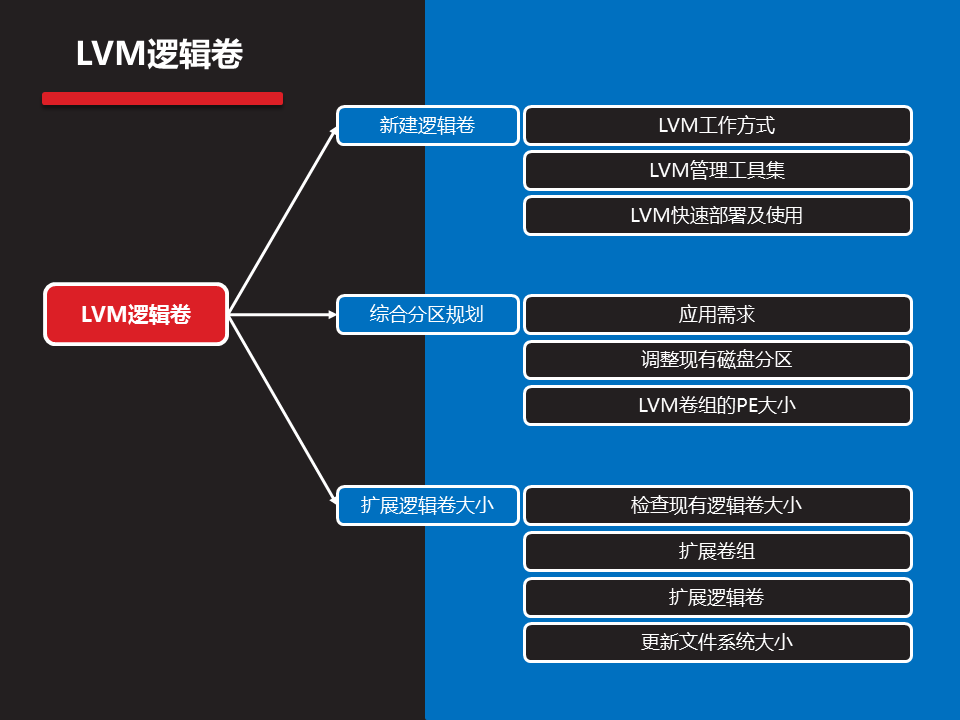 LVM逻辑卷
新建逻辑卷
LVM工作方式
LVM管理工具集
LVM快速部署及使用
LVM逻辑卷
综合分区规划
应用需求
调整现有磁盘分区
LVM卷组的PE大小
扩展逻辑卷大小
检查现有逻辑卷大小
扩展卷组
扩展逻辑卷
更新文件系统大小